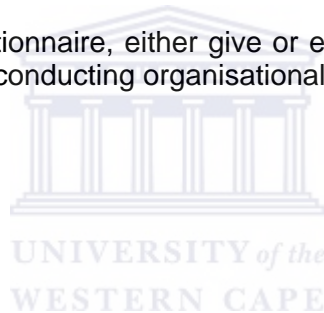 tionnaire, either give or e
conducting organisational
UNIVERSITY of the
WESTERN CAPE